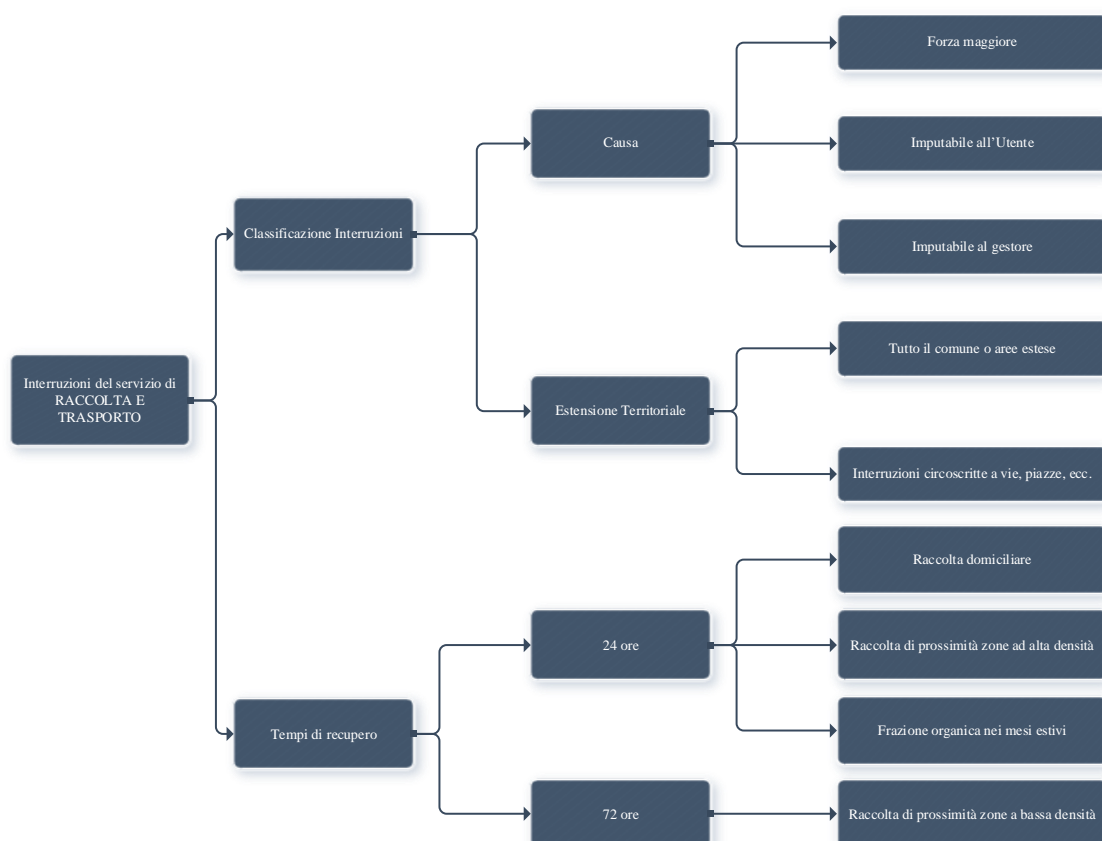 Interruzioni del servizio di
RACCOLTA E
TRASPORTO
Classificazione Interruzioni
Causa
Forza maggiore
Imputabile all’Utente
Imputabile al gestore
Estensione Territoriale
Tutto il comune o aree estese
Interruzioni circoscritte a vie, piazze, ecc.
Tempi di recupero
24 ore
Raccolta domiciliare
Raccolta di prossimità zone ad alta densità
Frazione organica nei mesi estivi
72 ore
Raccolta di prossimità zone a bassa densità